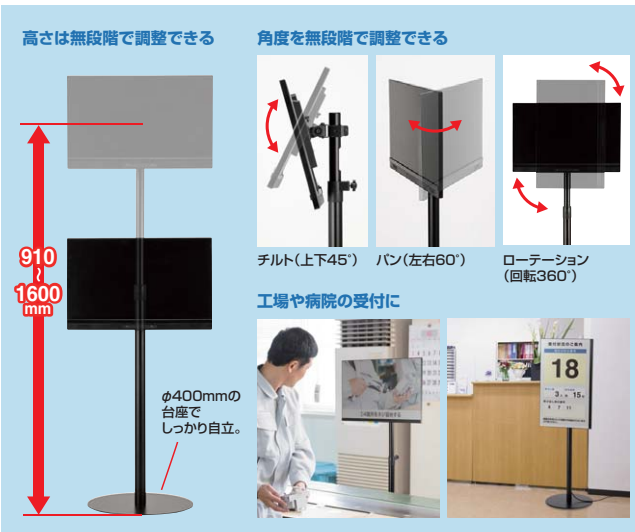 高さは無段階で調整できる
910
~
1600
mm
φ400mmの
台座で
しっかり自立。
角度を無段階で調整できる
チルト(上下45°)
パン(左右60°)
ローテーション
(回転360°)
工場や病院の受付に
18